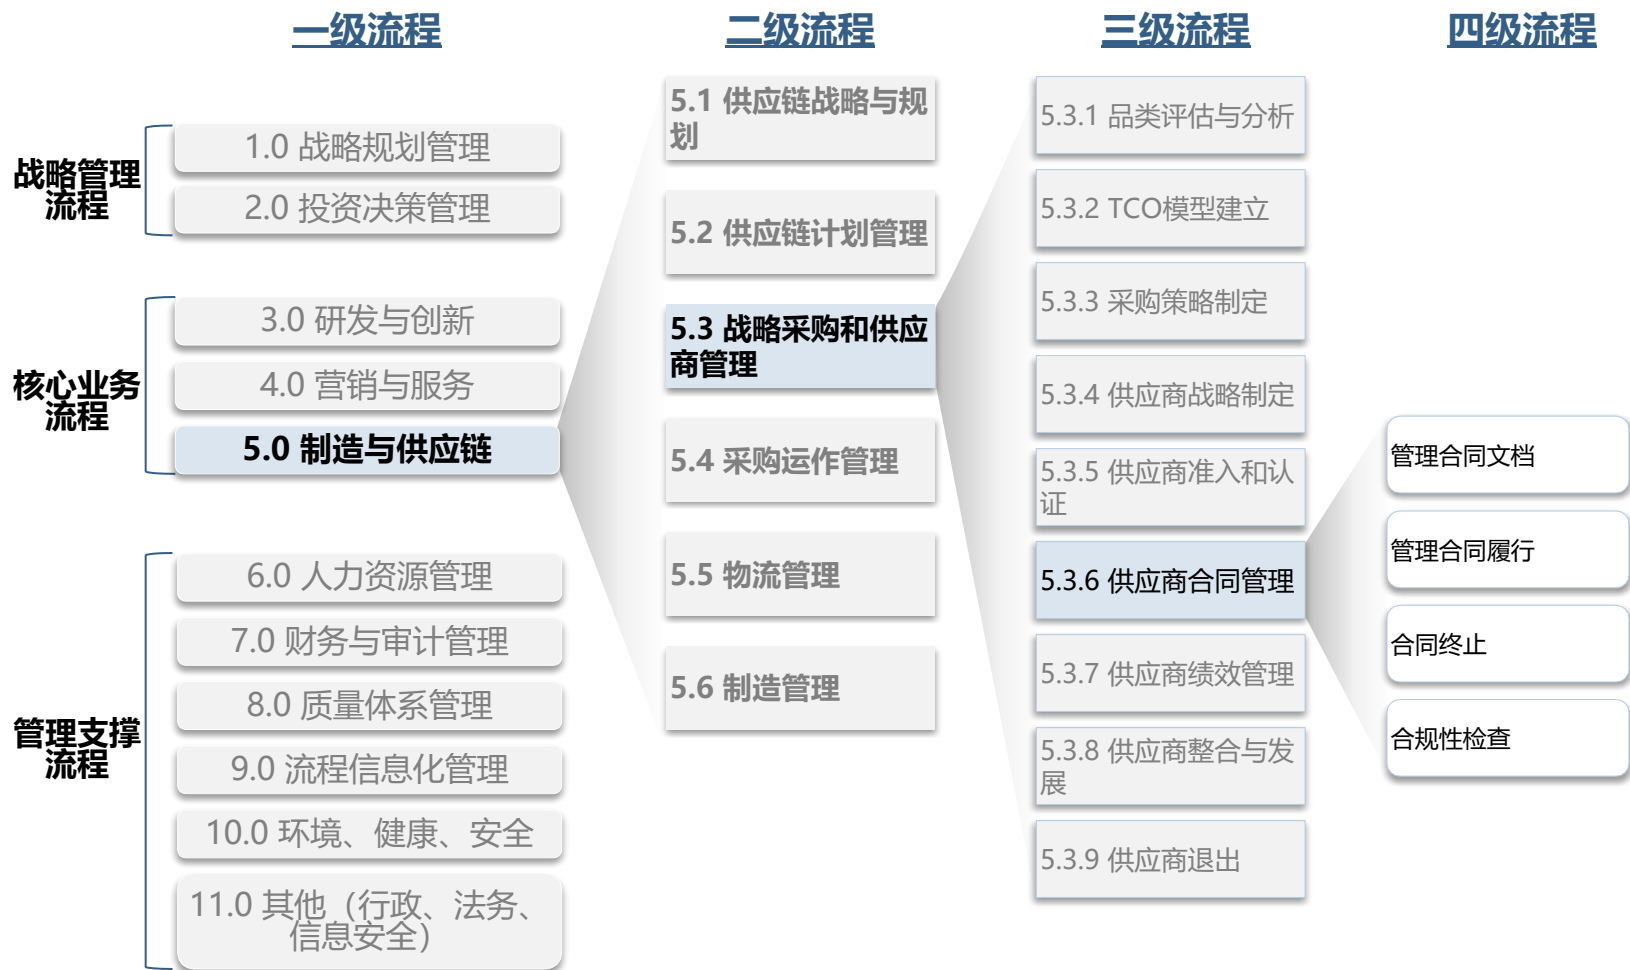 一级流程
二级流程
三级流程
四级流程
战略管理
流程
1.0 战略规划管理
2.0 投资决策管理
核心业务
流程
3.0 研发与创新
4.0 营销与服务
5.0 制造与供应链
管理支撑
流程
6.0 人力资源管理
7.0 财务与审计管理
8.0 质量体系管理
9.0 流程信息化管理
10.0 环境、健康、安全
11.0 其他（行政、法务、
信息安全）
5.1 供应链战略与规
划
5.2 供应链计划管理
5.3 战略采购和供应
商管理
5.4 采购运作管理
5.5 物流管理
5.6 制造管理
5.3.1 品类评估与分析
5.3.2 TCO模型建立
5.3.3 采购策略制定
5.3.4 供应商战略制定
5.3.5 供应商准入和认
证
5.3.6 供应商合同管理
5.3.7 供应商绩效管理
5.3.8 供应商整合与发
展
5.3.9 供应商退出
管理合同文档
管理合同履行
合同终止
合规性检查